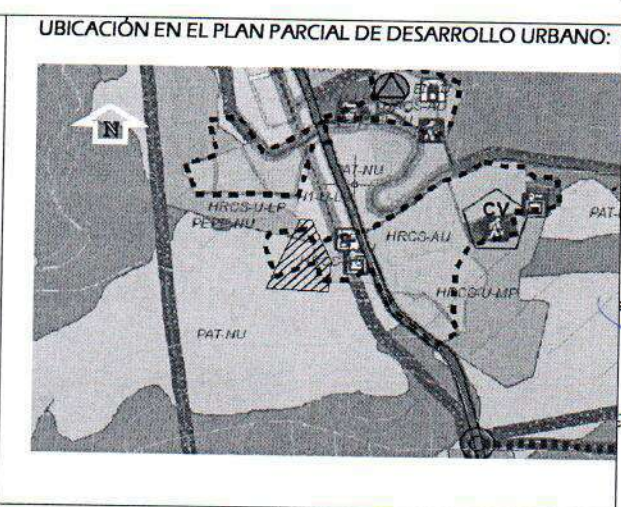 UBICACIÓN EN EL PLAN PARCIAL DE DESARROLLO URBANO:
N
PAT-NU
HRCS-U-LP
HRCS-AU
CV
PAT-
HRCS-U-MP
PAT-NU